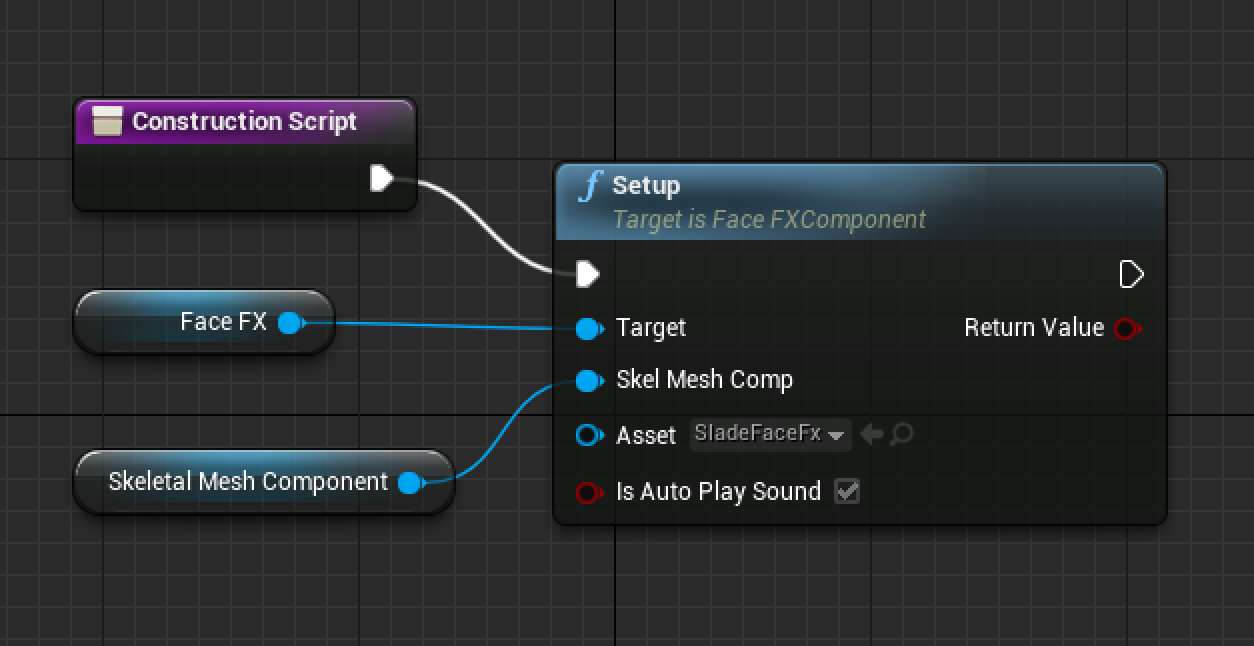 Construction Script
Setup
Target is Face FXComponent
Face FX
Target
Return Value
Skel Mesh Comp
Asset SladeFaceFx
Skeletal Mesh Component
Is Auto Play Sound